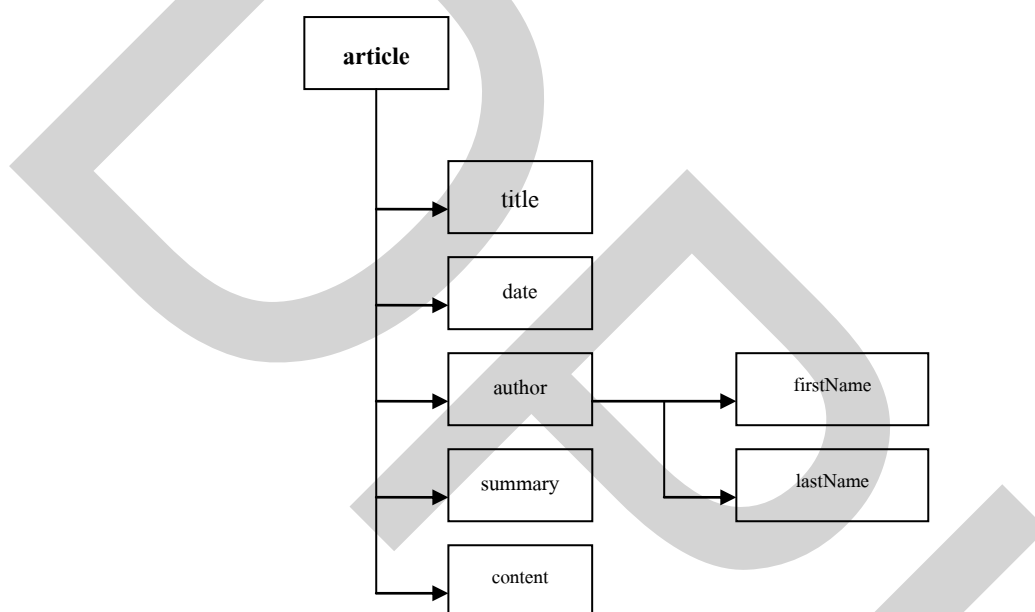 article
title
date
author
firstName
summary
lastName
content